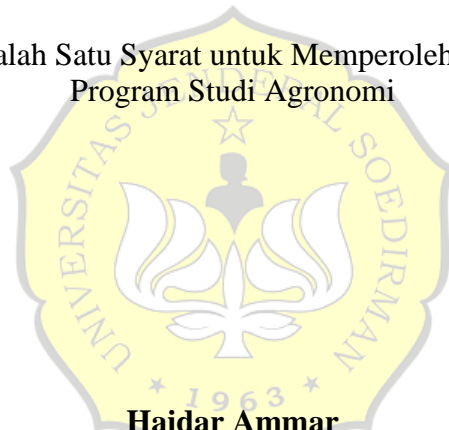 alah Satu Syarat untuk Memperoleh
Program Studi Agronomi
UNIVERSITAS JENDERAL SOEDIRMAN
1963
Haidar Ammar